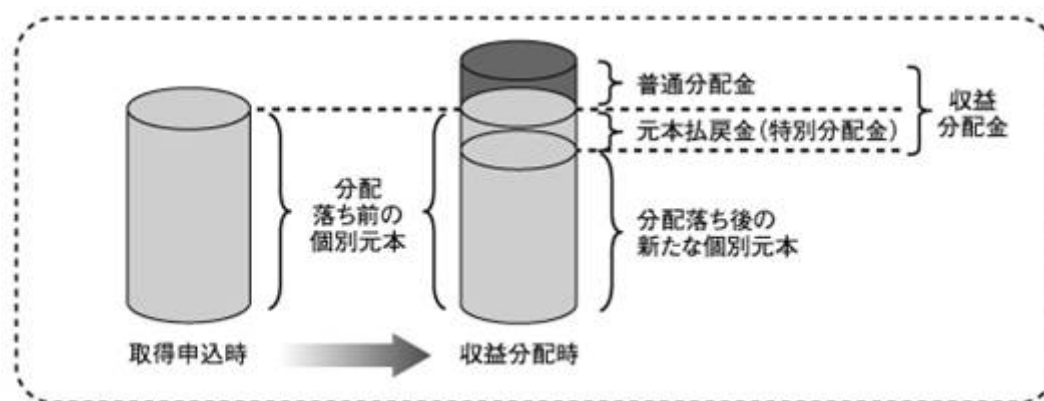 普通分配金
収益
分配金
元本払戻金(特別分配金)
分配
落ち前の
個別元本
分配落ち後の
新たな個別元本
取得申込時
収益分配時